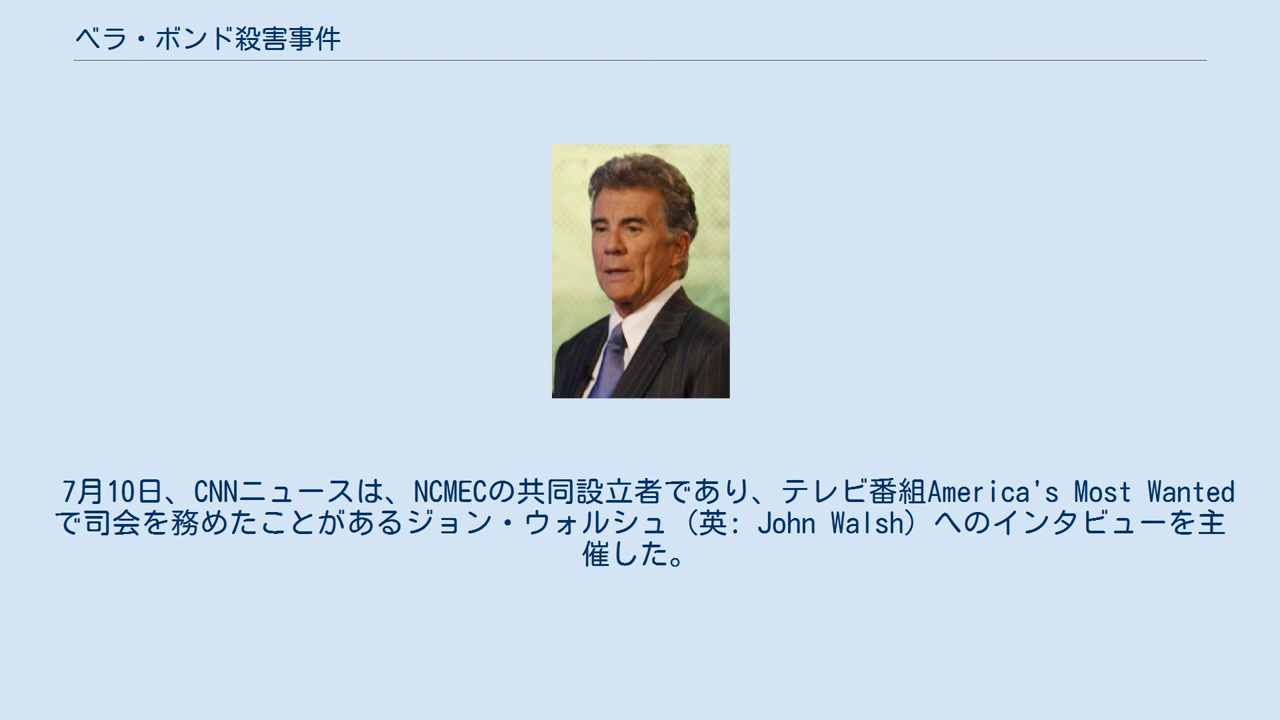 ベラ・ボンド殺害事件
7月10日、CNNニュースは、NCMECの共同設立者であり、テレビ番組America's Most Wanted
で司会を務めたことがあるジョン・ウォルシュ（英: John Walsh）へのインタビューを主
催した。